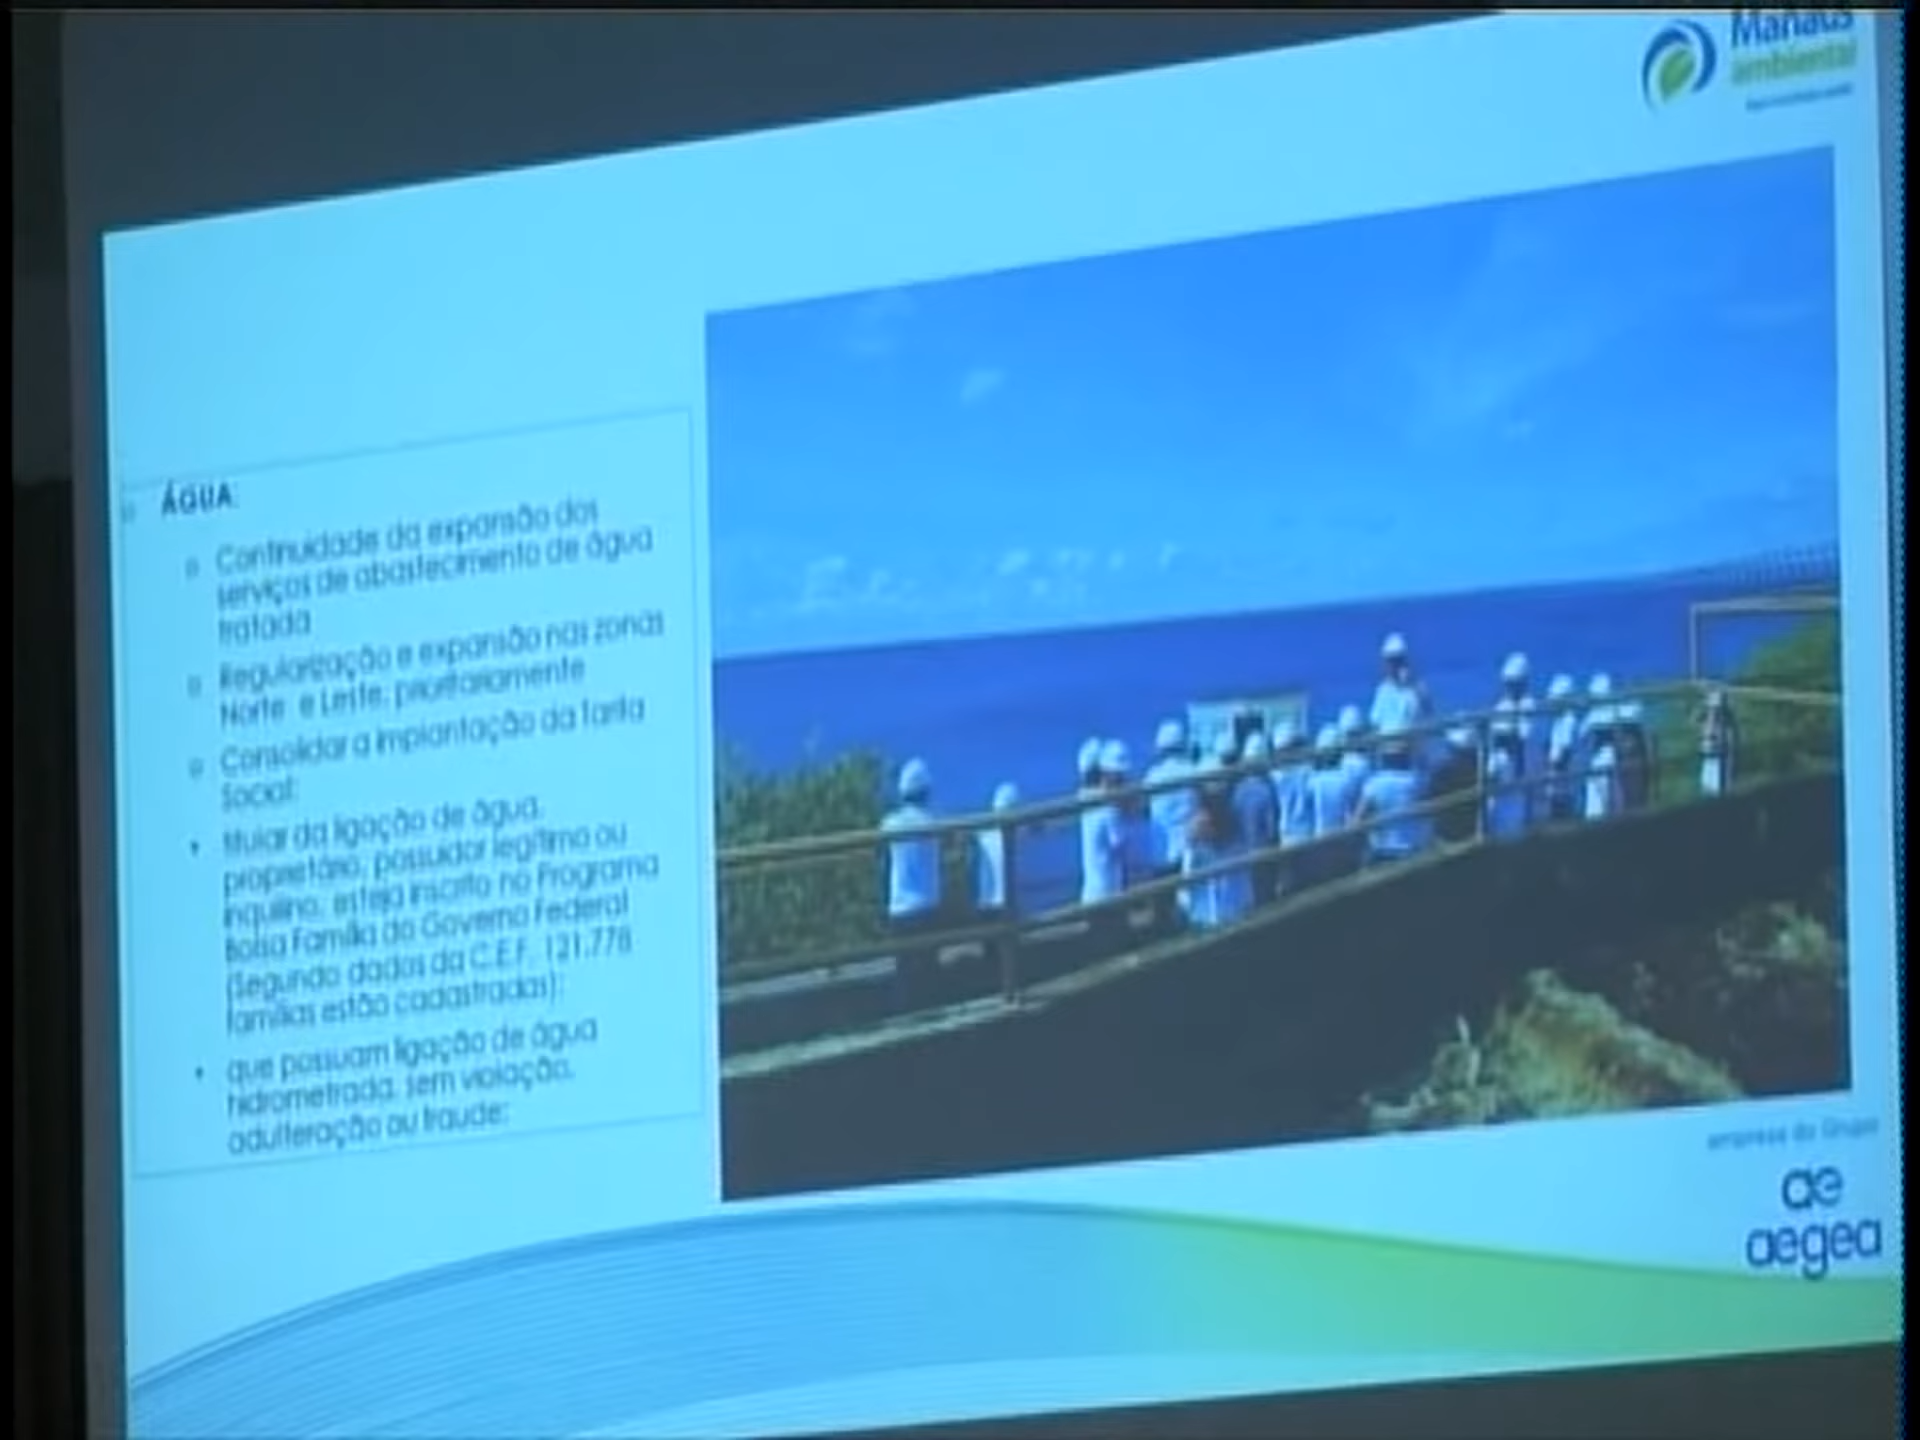 Manaus
ambiental
ÁGUA:
Continuidade da expansão dos
serviços de abastecimento de água
tratada
Regularização e expansão nas zonas
Norte e Leste, prioritariamente
Consolidar a implantação da Tarifa
Social:
titular da ligação de água,
proprietário, possuidor legítimo ou
inquilino, esteja inscrito no Programa
Bolsa Família do Governo Federal
(Segundo dados da C.E.F. 121.778
famílias estão cadastradas);
que possuam ligação de água
hidrometrada, sem violação,
adulteração ou fraude;
empresa do Grupo
ae
aegea